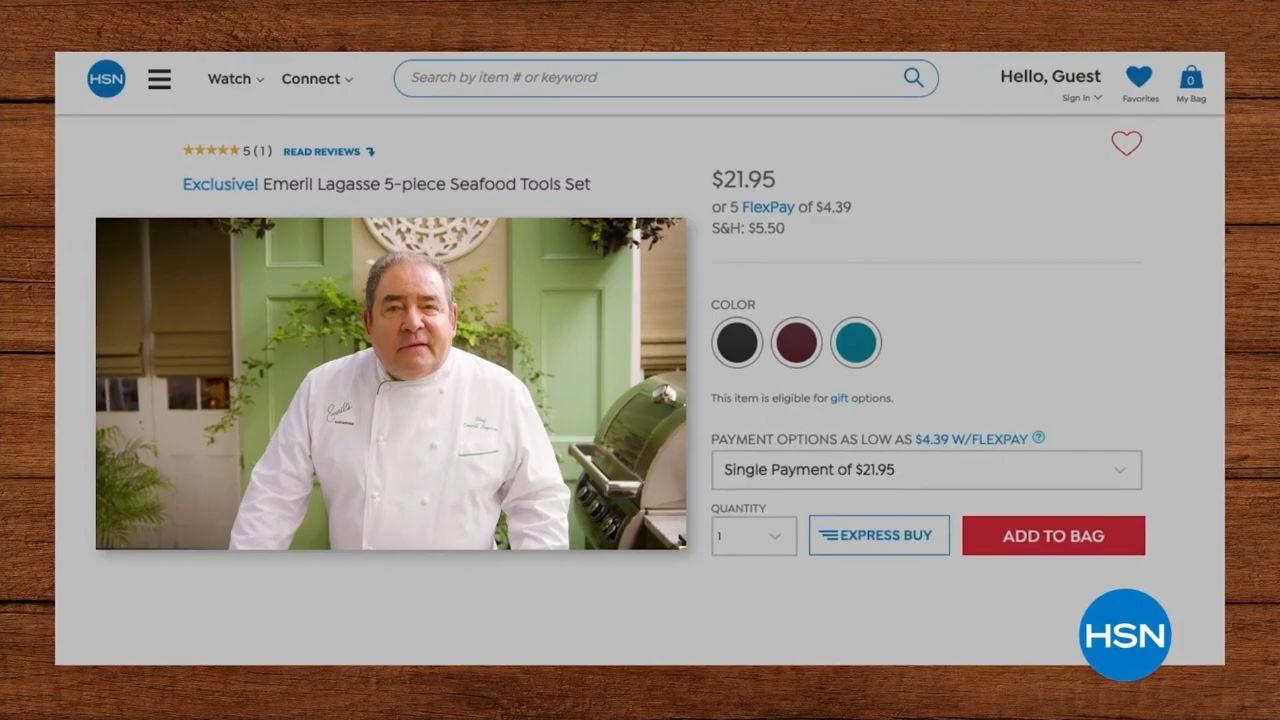 HSN
Watch
Connect
Search by item # or keyword
Hello, Guest
Sign In
Favorites
0
My Bag
5 (1) READ REVIEWS
Exclusive! Emeril Lagasse 5-piece Seafood Tools Set
$21.95
or 5 FlexPay of $4.39
S&H: $5.50
COLOR
This item is eligible for gift options.
PAYMENT OPTIONS AS LOW AS $4.39 W/FLEXPAY ?
Single Payment of $21.95
QUANTITY
1
EXPRESS BUY
ADD TO BAG
Emeril's
HSN